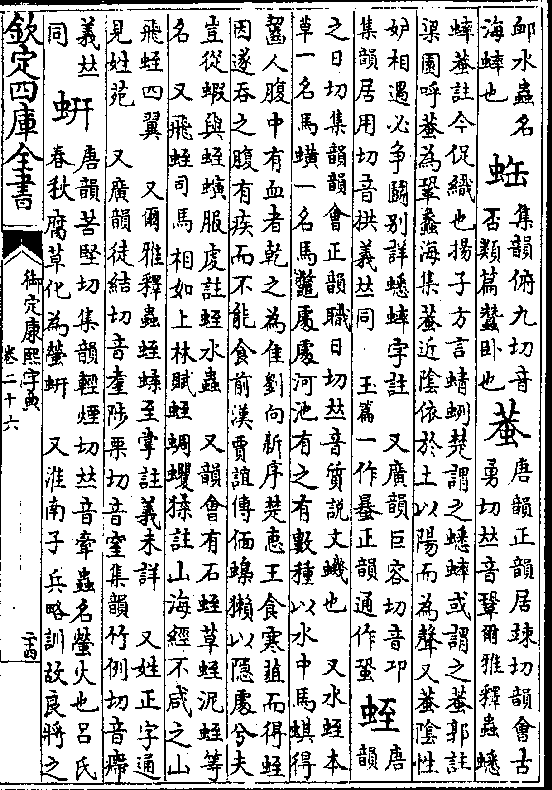 卹水蟲名 集韻俯九切音 唐韻正韻居竦切韻會古
海蟀也 䖧 否類篇蟄臥也 蛬 勇切𠀤音鞏爾雅釋蟲蟋
蟀蛬註今促織也揚子方言蜻蛚楚謂之蟋蟀或謂之蛬郭註
梁園呼蛬為鞏蠡海集蛬近陰依於土以陽而為聲又蛬陰性
妒相遇必爭鬭別詳蟋蟀字註 又廣韻巨容切音卭 唐
集韻居用切音拱義𠀤同 玉篇一作䗪正韻通作蛩 蛭 韻
之日切集韻韻會正韻職日切𠀤音質說文蟣也 又水蛭本
草一名馬蟥一名馬鼈處處河池有之有數種以水中馬蜞得
齧人腹中有血者乾之為佳劉向新序楚惠王食寒葅而得蛭
因遂吞之腹有疾而不能食前漢賈誼傳偭蟂獺以隱處兮夫
豈從蝦與蛭螾服虔註蛭水蟲 又韻會有石蛭草蛭泥蛭等
名 又飛蛭司馬相如上林賦蛭蜩蠼猱註山海經不咸之山
飛蛭四翼 又爾雅釋蟲蛭蝚至掌註義未詳 又姓正字通
見姓苑 又廣韻徒結切音耋陟栗切音窒集韻竹例切音㿃
義𠀤 唐韻苦堅切集韻輕煙切𠀤音牽蟲名螢火也呂氏
同 蚈 春秋腐草化為螢蚈 又淮南子兵略訓故良將之
欽定四庫全書
御定康熙字典
卷二十六
二十四